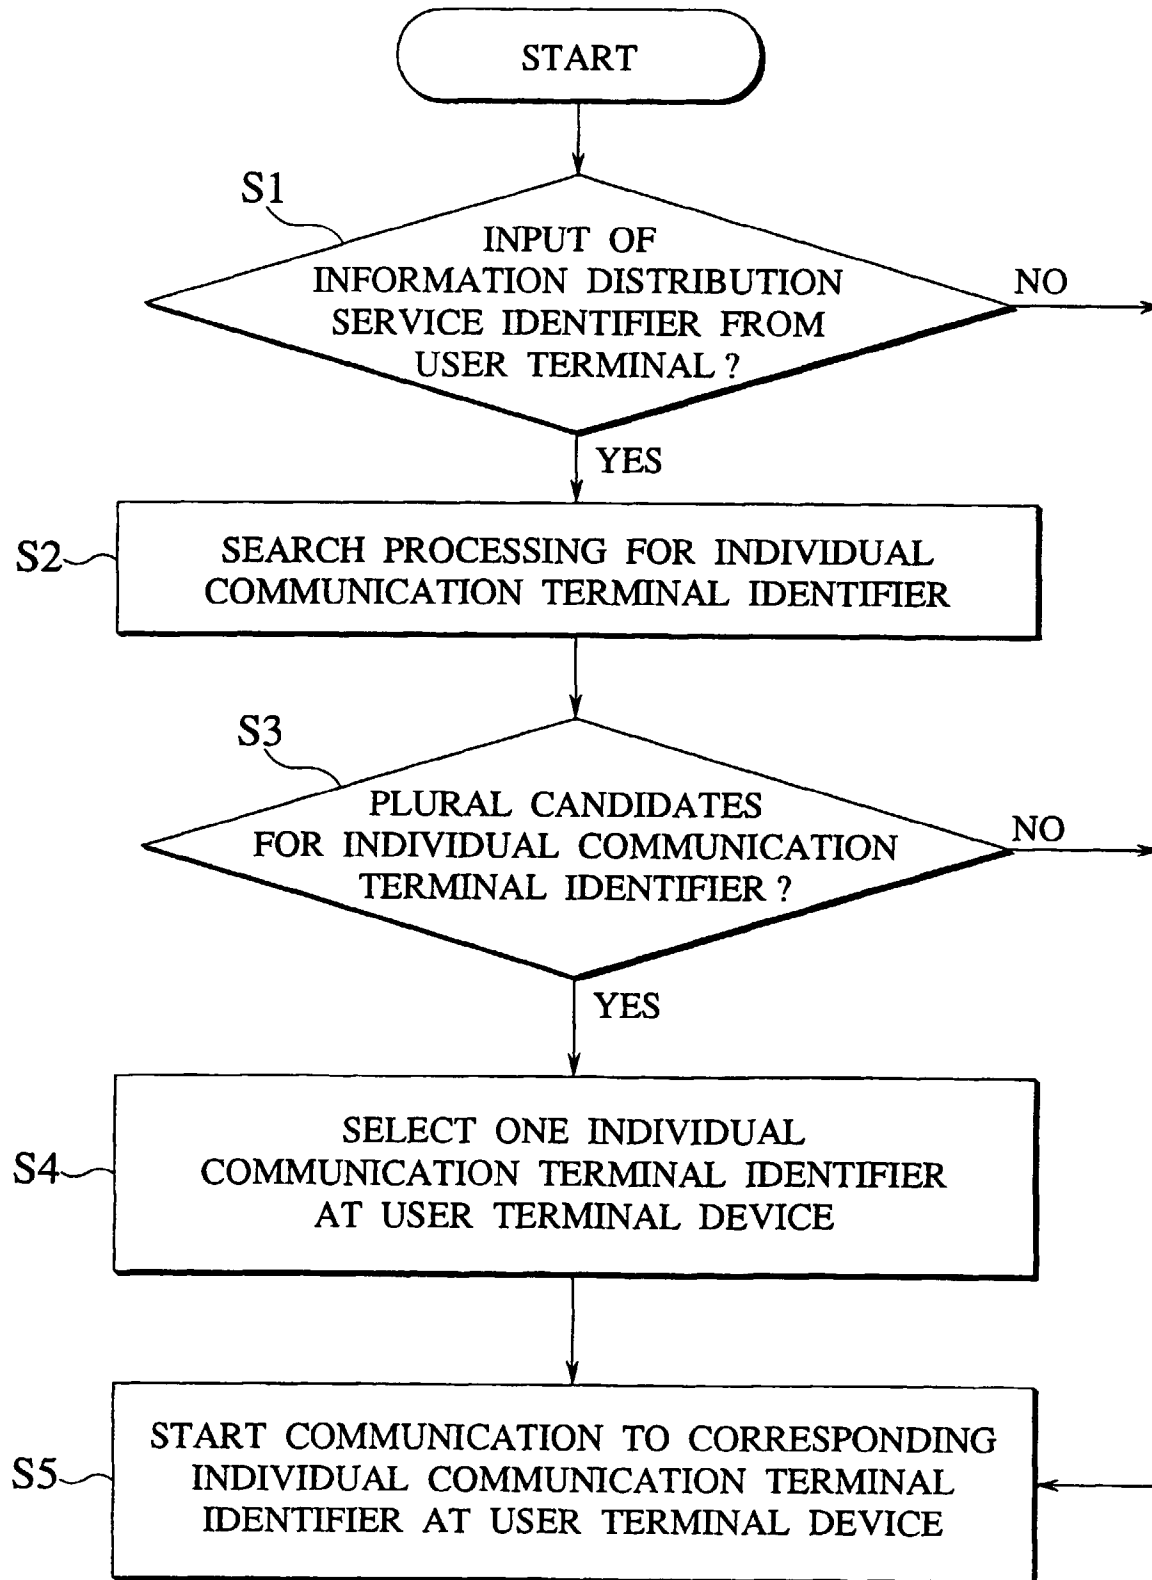 START
S1
INPUT OF
INFORMATION DISTRIBUTION
SERVICE IDENTIFIER FROM
USER TERMINAL ?
NO
YES
S2
SEARCH PROCESSING FOR INDIVIDUAL
COMMUNICATION TERMINAL IDENTIFIER
S3
PLURAL CANDIDATES
FOR INDIVIDUAL COMMUNICATION
TERMINAL IDENTIFIER ?
NO
YES
S4
SELECT ONE INDIVIDUAL
COMMUNICATION TERMINAL IDENTIFIER
AT USER TERMINAL DEVICE
S5
START COMMUNICATION TO CORRESPONDING
INDIVIDUAL COMMUNICATION TERMINAL
IDENTIFIER AT USER TERMINAL DEVICE